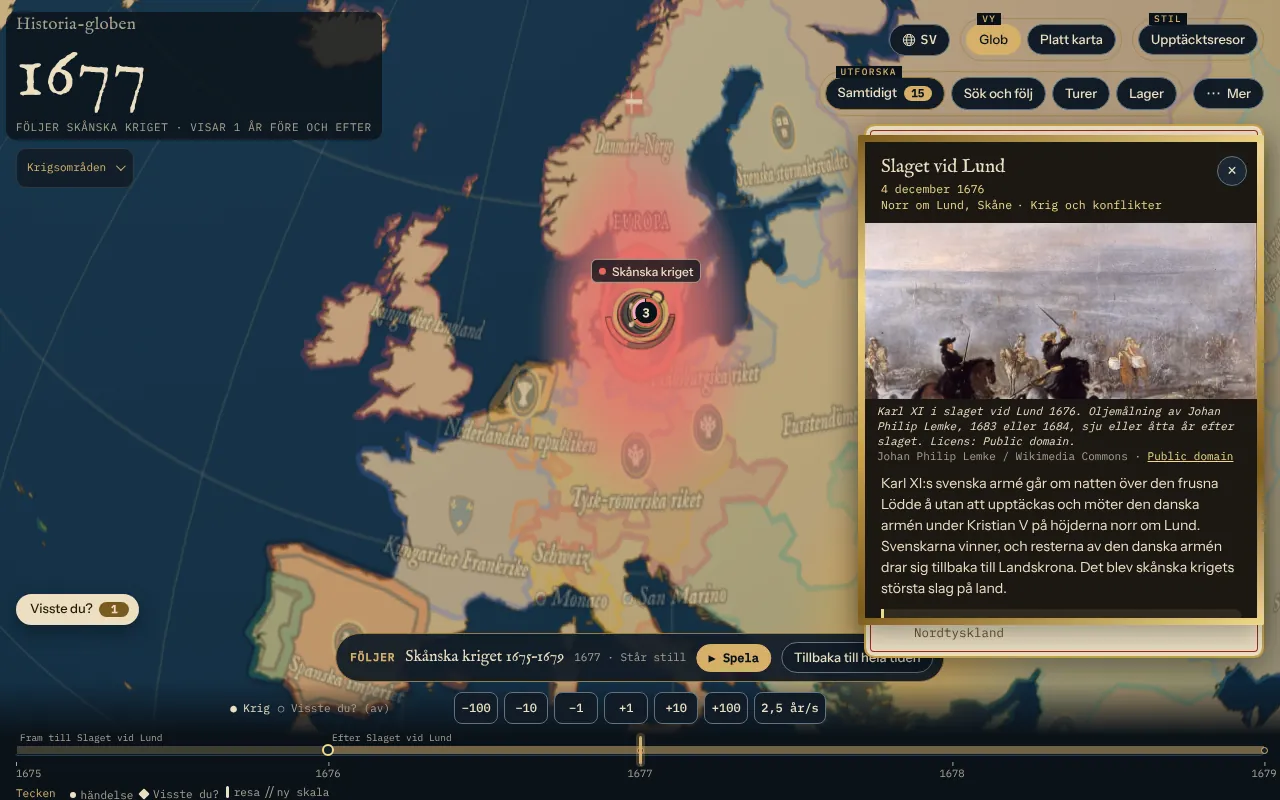 Historia-globen
1677
FÖLJER SKÅNSKA KRIGET · VISAR 1 ÅR FÖRE OCH EFTER
Krigsområden
SV
VY
Glob
Platt karta
STIL
Upptäcktsresor
UTFORSKA
Samtidigt 15
Sök och följ
Turer
Lager
··· Mer
Slaget vid Lund
×
4 december 1676
Norr om Lund, Skåne · Krig och konflikter
Karl XI i slaget vid Lund 1676. Oljemålning av Johan
Philip Lemke, 1683 eller 1684, sju eller åtta år efter
slaget. Licens: Public domain.
Johan Philip Lemke / Wikimedia Commons · Public domain
Karl XI:s svenska armé går om natten över den frusna
Lödde å utan att upptäckas och möter den danska
armén under Kristian V på höjderna norr om Lund.
Svenskarna vinner, och resterna av den danska armén
drar sig tillbaka till Landskrona. Det blev skånska krigets
största slag på land.
Nordtyskland
Danmark-Norge
Svenska stormaktsväldet
EUROPA
Skånska kriget
3
Kungariket England
Nederländska republiken
Tysk-romerska riket
Kungariket Frankrike
Schweiz
Monaco
San Marino
Spanska imperi
Visste du? 1
FÖLJER Skånska kriget 1675-1679 1677 · Står still
▶ Spela
Tillbaka till hela tiden
● Krig ○ Visste du? (av)
−100
−10
−1
+1
+10
+100
2,5 år/s
Fram till Slaget vid Lund
Efter Slaget vid Lund
1675
1676
1677
1678
1679
Tecken ● händelse ◆ Visste du? | resa // ny skala